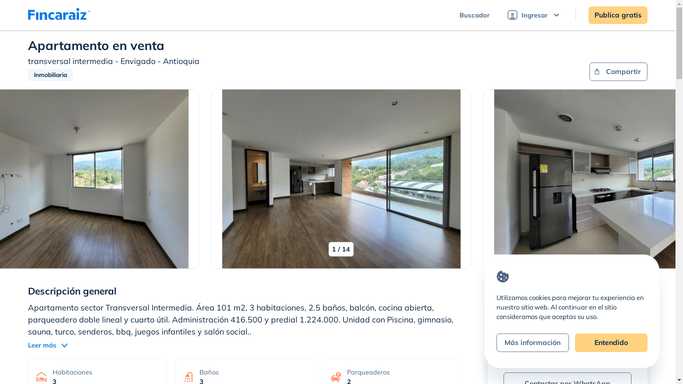 Fincaraiz
Buscador
Ingresar
Publica gratis
Apartamento en venta
transversal intermedia - Envigado - Antioquia
Inmobiliaria
Compartir
1 / 14
Descripción general
Apartamento sector Transversal Intermedia. Área 101 m2, 3 habitaciones, 2.5 baños, balcón, cocina abierta,
parqueadero doble lineal y cuarto útil. Administración 416.500 y predial 1.224.000. Unidad con Piscina, gimnasio,
sauna, turco, senderos, bbq, juegos infantiles y salón social..
Leer más
Habitaciones
3
Baños
3
Parqueaderos
2
Utilizamos cookies para mejorar tu experiencia en
nuestro sitio web. Al continuar en el sitio
consideramos que aceptas su uso.
Más información
Entendido
Contactar por WhatsApp